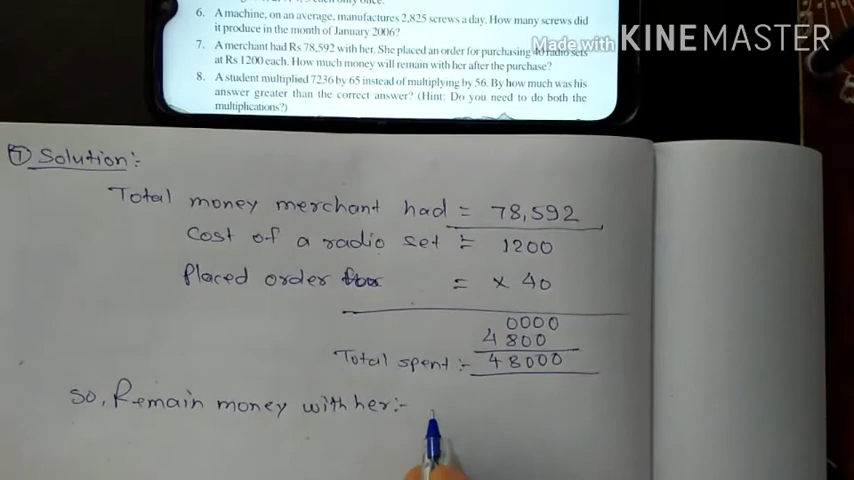 6. A machine, on an average, manufactures 2,825 screws a day. How many screws did
it produce in the month of January 2006?
7. A merchant had Rs 78,592 with her. She placed an order for purchasing 40 radio sets
at Rs 1200 each. How much money will remain with her after the purchase?
8. A student multiplied 7236 by 65 instead of multiplying by 56. By how much was his
answer greater than the correct answer? (Hint: Do you need to do both the
multiplications?)
Made with KINEMASTER
7 Solution:-
Total money merchant had = 78,592
Cost of a radio set = 1200
Placed order for = × 40
0000
4800
Total spent:- 48000
So, Remain money with her:-